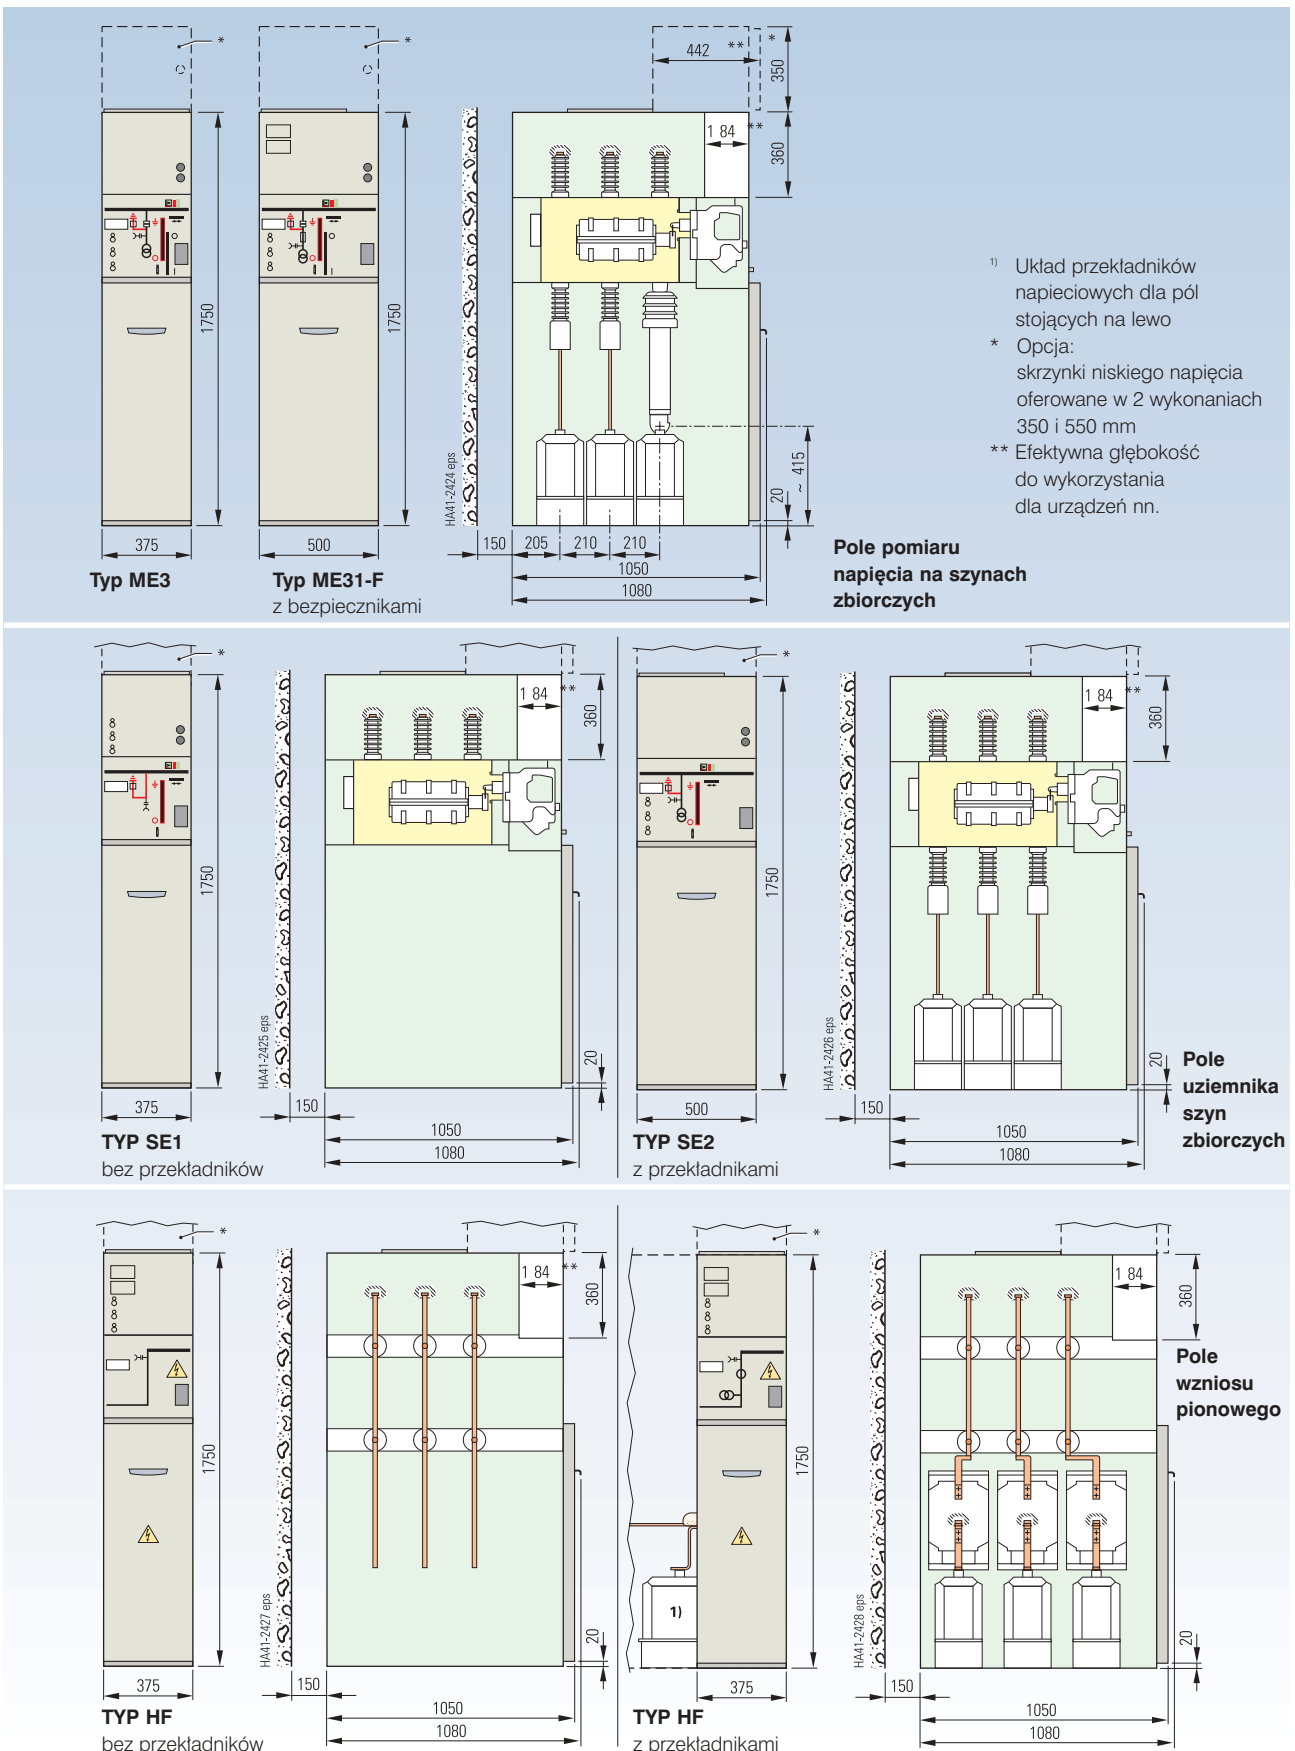 *
*
442
**
*
350
1 84
**
360
1750
1750
HA41-2424 eps
20
~ 415
375
500
150
205
210
210
1050
1080
Typ ME3
Typ ME31-F
z bezpiecznikami
1) Układ przekładników
napieciowych dla pól
stojących na lewo
* Opcja:
skrzynki niskiego napięcia
oferowane w 2 wykonaniach
350 i 550 mm
** Efektywna głębokość
do wykorzystania
dla urządzeń nn.
Pole pomiaru
napięcia na szynach
zbiorczych
*
1 84
**
360
1750
HA41-2425 eps
20
375
150
1050
1080
TYP SE1
bez przekładników
*
1 84
**
360
1750
HA41-2426 eps
20
500
150
1050
1080
TYP SE2
z przekładnikami
Pole
uziemnika
szyn
zbiorczych
*
1 84
**
360
1750
HA41-2427 eps
20
375
150
1050
1080
TYP HF
bez przekładników
*
1 84
360
1750
1)
HA41-2428 eps
20
375
150
1050
1080
TYP HF
z przekładnikami
Pole
wzniosu
pionowego